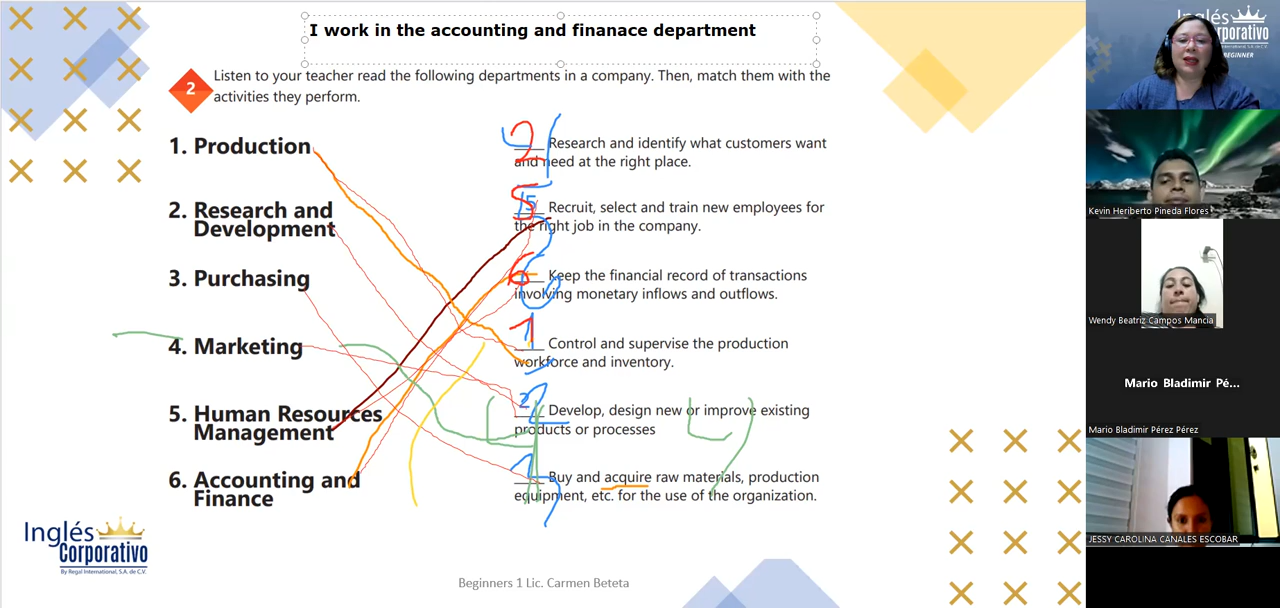 I work in the accounting and finanace department
2
Listen to your teacher read the following departments in a company. Then, match them with the
activities they perform.
1. Production
2. Research and
Development
3. Purchasing
4. Marketing
5. Human Resources
Management
6. Accounting and
Finance
2 Research and identify what customers want
and need at the right place.
5 Recruit, select and train new employees for
the right job in the company.
6 Keep the financial record of transactions
involving monetary inflows and outflows.
1 Control and supervise the production
workforce and inventory.
2 Develop, design new or improve existing
products or processes
Buy and acquire raw materials, production
equipment, etc. for the use of the organization.
Inglés
Corporativo
By Regal International, S.A. de C.V.
Beginners 1 Lic. Carmen Beteta
Inglés
Corporativo
BEGINNER
Kevin Heriberto Pineda Flores
Wendy Beatriz Campos Mancia
Mario Bladimir Pé...
Mario Bladimir Pérez Pérez
JESSY CAROLINA CANALES ESCOBAR